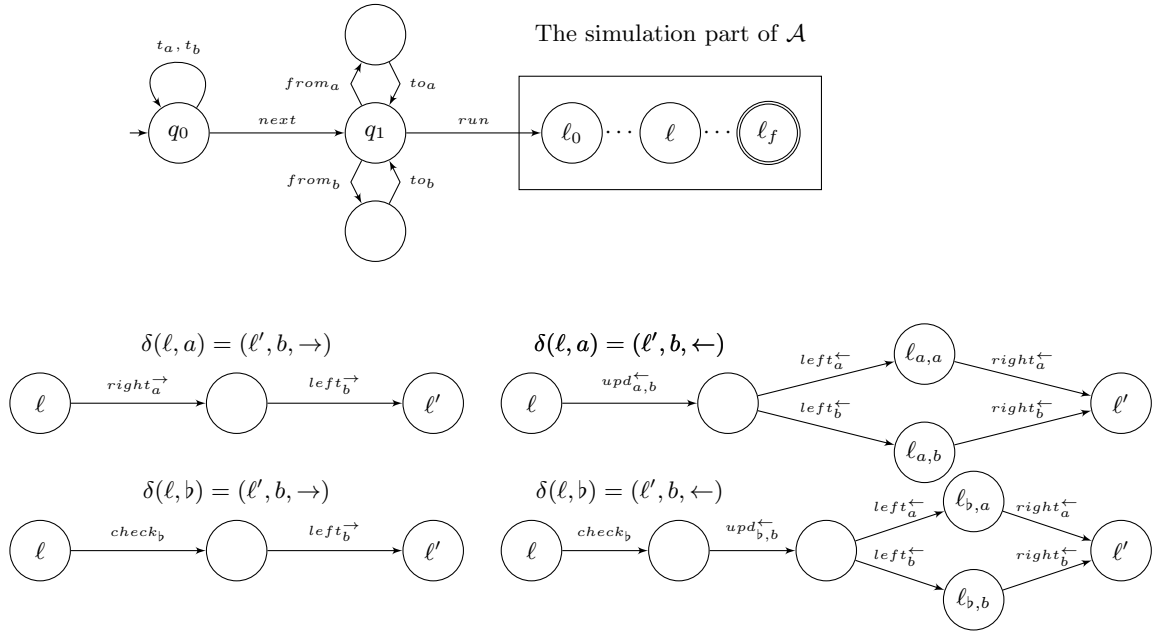 The simulation part of 𝒜
t_a, t_b
from_a to_a
q_0 next q_1 run ℓ_0 ··· ℓ ··· ℓ_f
from_b to_b
δ(ℓ, a) = (ℓ′, b, →)
ℓ right_a^→ left_b^→ ℓ′
δ(ℓ, a) = (ℓ′, b, ←)
ℓ upd_{a,b}^← left_a^← ℓ_{a,a} right_a^← ℓ′
left_b^← ℓ_{a,b} right_b^←
δ(ℓ, ♭) = (ℓ′, b, →)
ℓ check_♭ left_b^→ ℓ′
δ(ℓ, ♭) = (ℓ′, b, ←)
ℓ check_♭ upd_{♭,b}^← left_a^← ℓ_{♭,a} right_a^← ℓ′
left_b^← ℓ_{♭,b} right_b^←